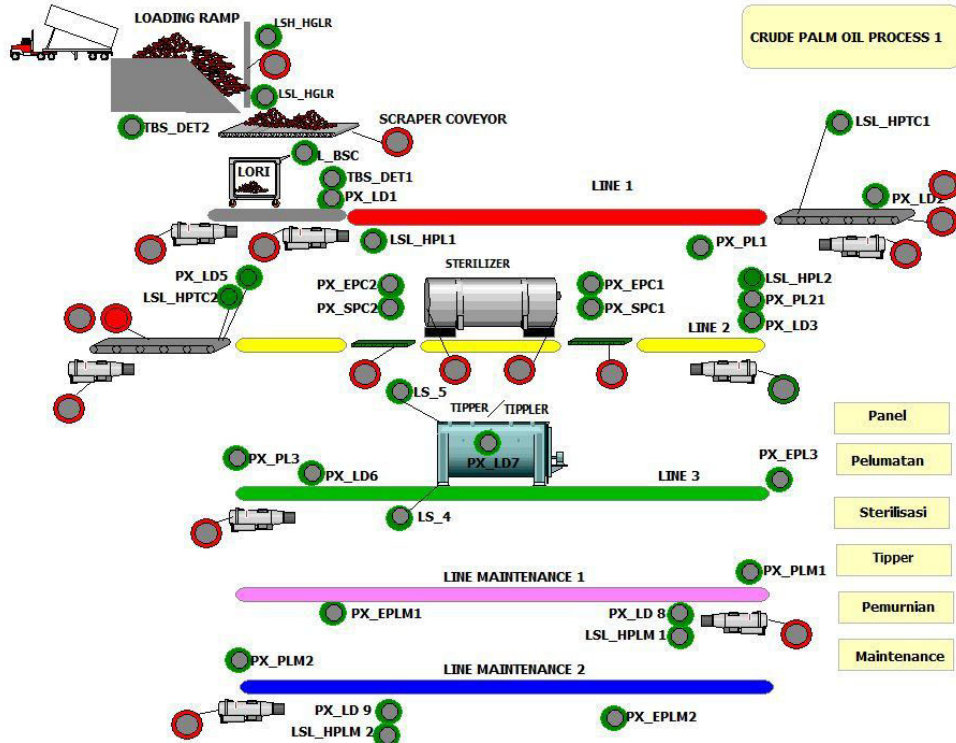 LOADING RAMP
LSH_HGLR
CRUDE PALM OIL PROCESS 1
LSL_HGLR
TBS_DET2
SCRAPER COVEYOR
LSL_HPTC1
L_BSC
LORI
TBS_DET1
PX_LD1
LINE 1
PX_LD2
LSL_HPL1
PX_PL1
STERILIZER
PX_LD5
LSL_HPTC2
PX_EPC2
PX_SPC2
PX_EPC1
PX_SPC1
LSL_HPL2
PX_PL21
PX_LD3
LINE 2
LS_5
TIPPER
TIPPLER
Panel
PX_LD7
PX_PL3
PX_LD6
LINE 3
PX_EPL3
Pelumatan
LS_4
Sterilisasi
Tipper
LINE MAINTENANCE 1
PX_PLM1
PX_EPLM1
PX_LD 8
LSL_HPLM 1
Pemurnian
Maintenance
PX_PLM2
LINE MAINTENANCE 2
PX_LD 9
LSL_HPLM 2
PX_EPLM2